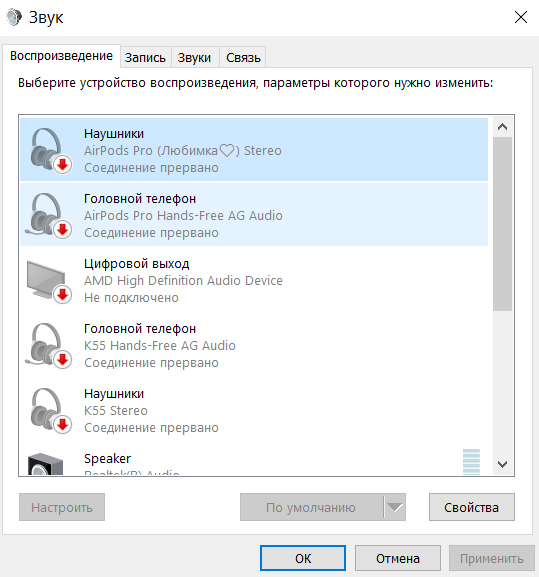 Звук
Воспроизведение Запись Звуки Связь
Выберите устройство воспроизведения, параметры которого нужно изменить:
Наушники
AirPods Pro (Любимка♡) Stereo
Соединение прервано
Головной телефон
AirPods Pro Hands-Free AG Audio
Соединение прервано
Цифровой выход
AMD High Definition Audio Device
Не подключено
Головной телефон
K55 Hands-Free AG Audio
Соединение прервано
Наушники
K55 Stereo
Соединение прервано
Speaker
Realtek(R) Audio
Настроить По умолчанию Свойства
ОК Отмена Применить